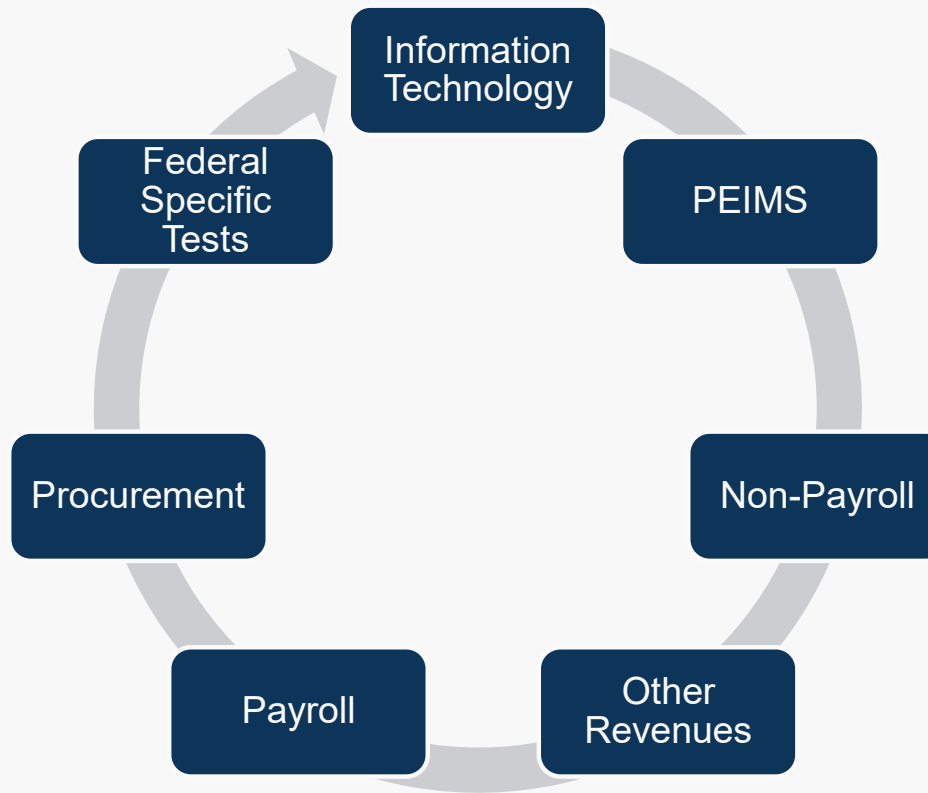 Information
Technology
PEIMS
Non-Payroll
Other
Revenues
Payroll
Procurement
Federal
Specific
Tests